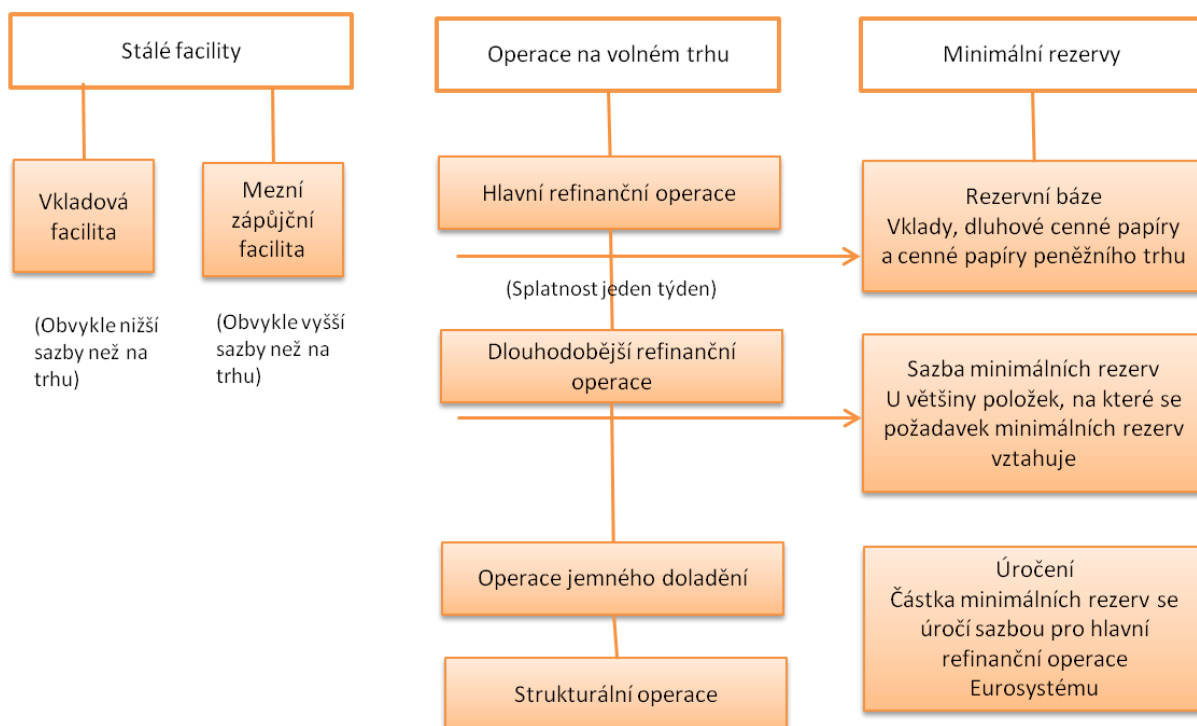 Stálé facility
Vkladová
facilita
(Obvykle nižší
sazby než na
trhu)
Mezní
zápůjční
facilita
(Obvykle vyšší
sazby než na
trhu)
Operace na volném trhu
Hlavní refinanční operace
(Splatnost jeden týden)
Dlouhodobější refinanční
operace
Operace jemného doladění
Strukturální operace
Minimální rezervy
Rezervní báze
Vklady, dluhové cenné papíry
a cenné papíry peněžního trhu
Sazba minimálních rezerv
U většiny položek, na které se
požadavek minimálních rezerv
vztahuje
Úročení
Částka minimálních rezerv se
úročí sazbou pro hlavní
refinanční operace
Eurosystému